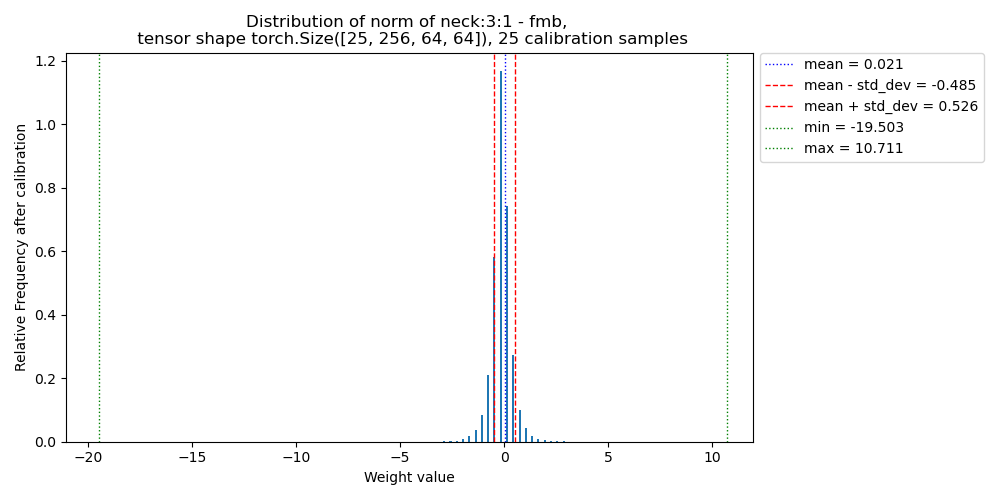 Distribution of norm of neck:3:1 - fmb,
tensor shape torch.Size([25, 256, 64, 64]), 25 calibration samples
mean = 0.021
mean - std_dev = -0.485
mean + std_dev = 0.526
min = -19.503
max = 10.711
Relative Frequency after calibration
1.2
1.0
0.8
0.6
0.4
0.2
0.0
−20
−15
−10
−5
0
5
10
Weight value